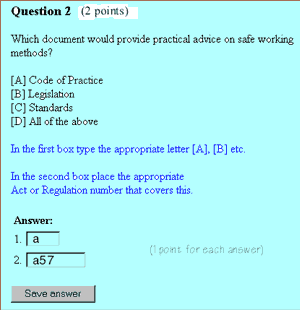 Question 2 (2 points)
Which document would provide practical advice on safe working
methods?
[A] Code of Practice
[B] Legislation
[C] Standards
[D] All of the above
In the first box type the appropriate letter [A], [B] etc.
In the second box place the appropriate
Act or Regulation number that covers this.
Answer:
1. a
(1 point for each answer)
2. a57
Save answer